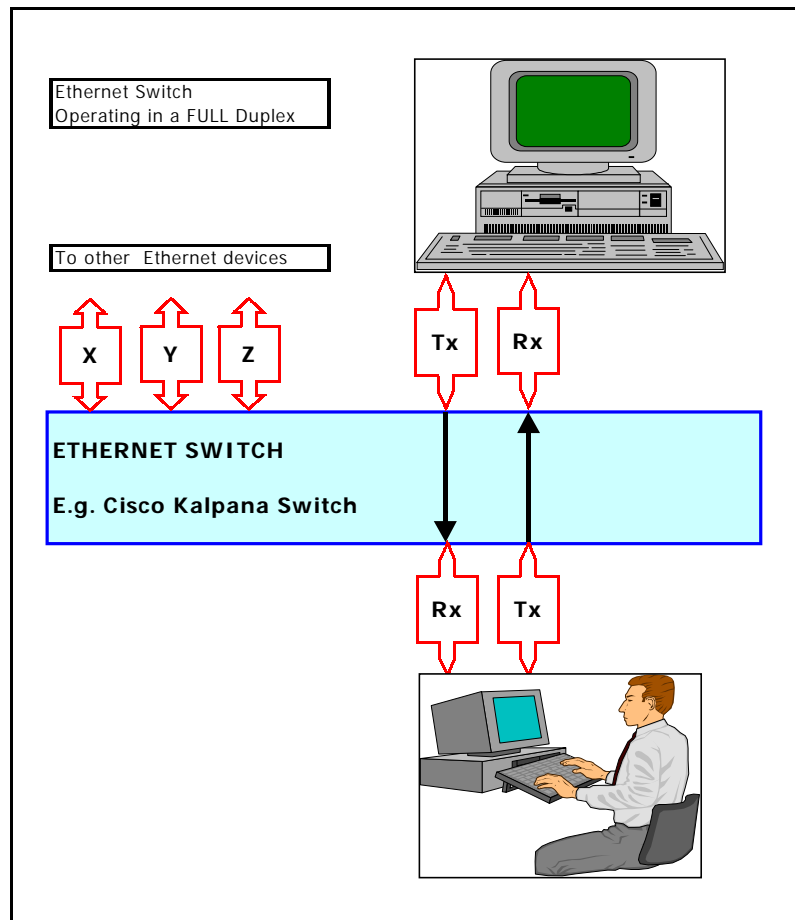 Ethernet Switch
Operating in a FULL Duplex
To other Ethernet devices
X Y Z
Tx Rx
ETHERNET SWITCH
E.g. Cisco Kalpana Switch
Rx Tx